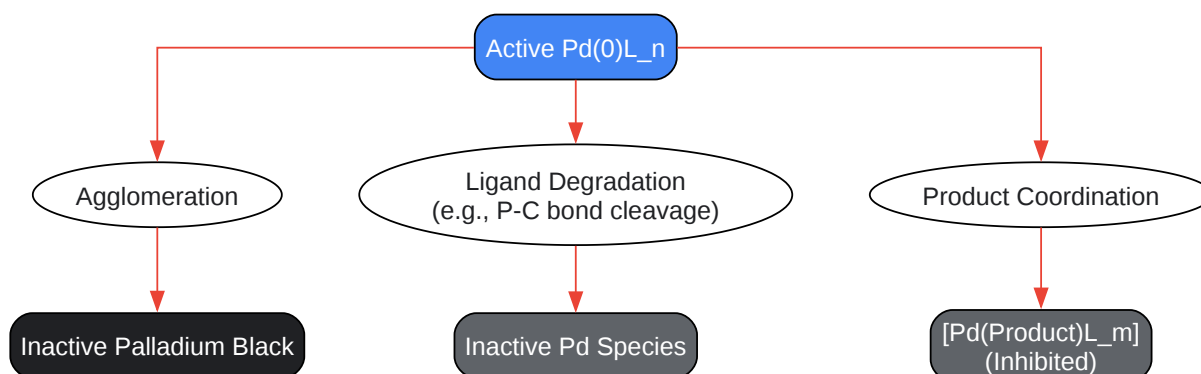 Active Pd(0)L_n
Agglomeration
Ligand Degradation
(e.g., P-C bond cleavage)
Product Coordination
Inactive Palladium Black
Inactive Pd Species
[Pd(Product)L_m]
(Inhibited)